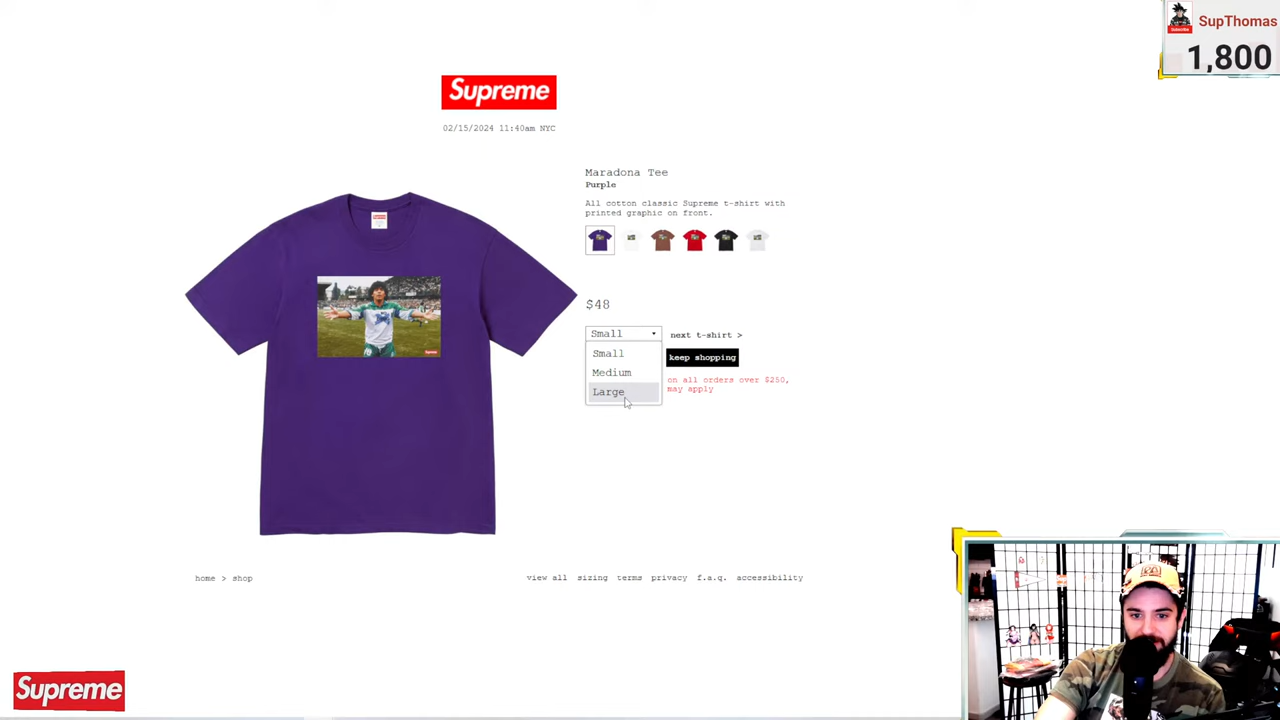 SupThomas
Subscribe
1,800
Supreme
02/15/2024 11:40am NYC
Maradona Tee
Purple
All cotton classic Supreme t-shirt with
printed graphic on front.
$48
Small
next t-shirt >
Small
keep shopping
Medium
on all orders over $250,
may apply
Large
home > shop
view all sizing terms privacy f.a.q. accessibility
Supreme